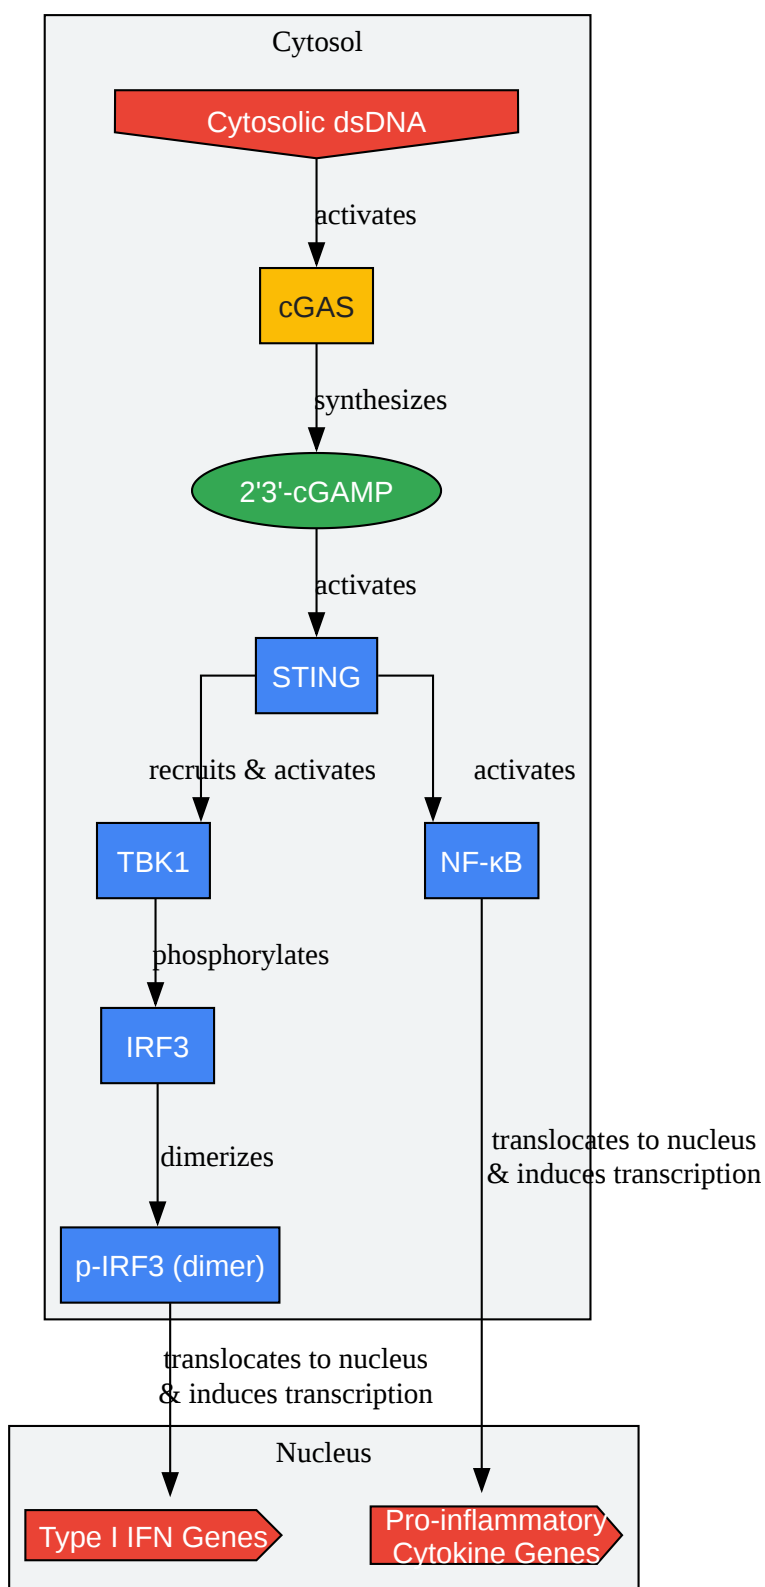 Cytosol
Cytosolic dsDNA
activates
cGAS
synthesizes
2'3'-cGAMP
activates
STING
recruits & activates
activates
TBK1
NF-κB
phosphorylates
IRF3
translocates to nucleus
& induces transcription
dimerizes
p-IRF3 (dimer)
translocates to nucleus
& induces transcription
Nucleus
Type I IFN Genes
Pro-inflammatory
Cytokine Genes